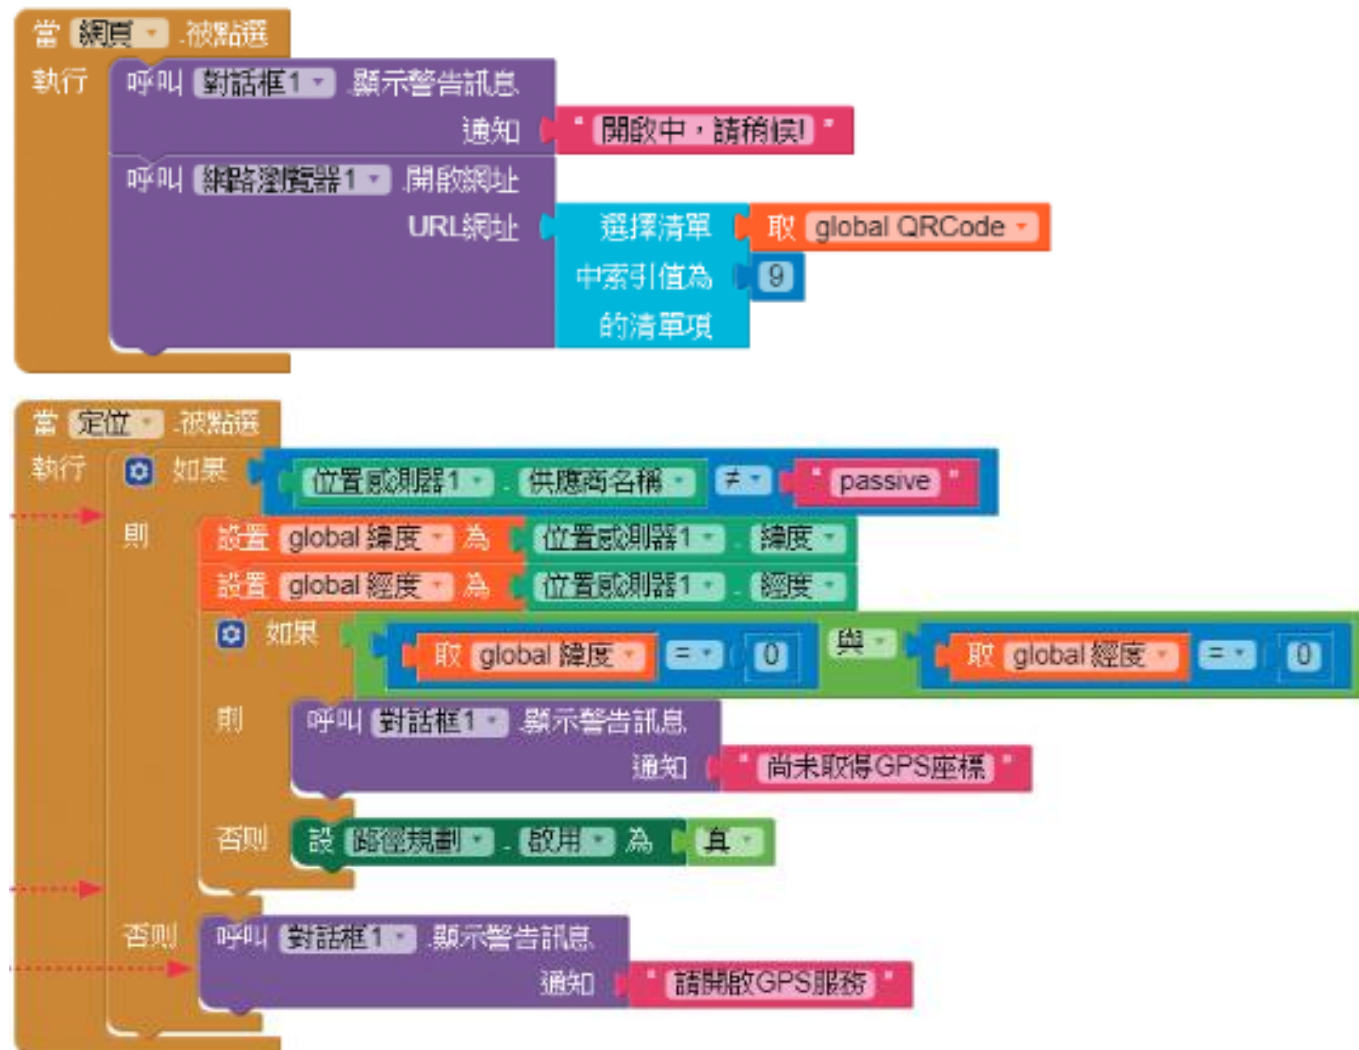 當 網頁 .被點選
執行 呼叫 對話框1 .顯示警告訊息
通知 " 開啟中，請稍候! "
呼叫 網路瀏覽器1 .開啟網址
URL網址 選擇清單 取 global QRCode
中索引值為 9
的清單項
當 定位 .被點選
執行 如果 位置感測器1 . 供應商名稱 ≠ " passive "
則 設置 global 緯度 為 位置感測器1 . 緯度
設置 global 經度 為 位置感測器1 . 經度
如果 取 global 緯度 = 0 與 取 global 經度 = 0
則 呼叫 對話框1 .顯示警告訊息
通知 " 尚未取得GPS座標 "
否則 設 路徑規劃 . 啟用 為 真
否則 呼叫 對話框1 .顯示警告訊息
通知 " 請開啟GPS服務 "